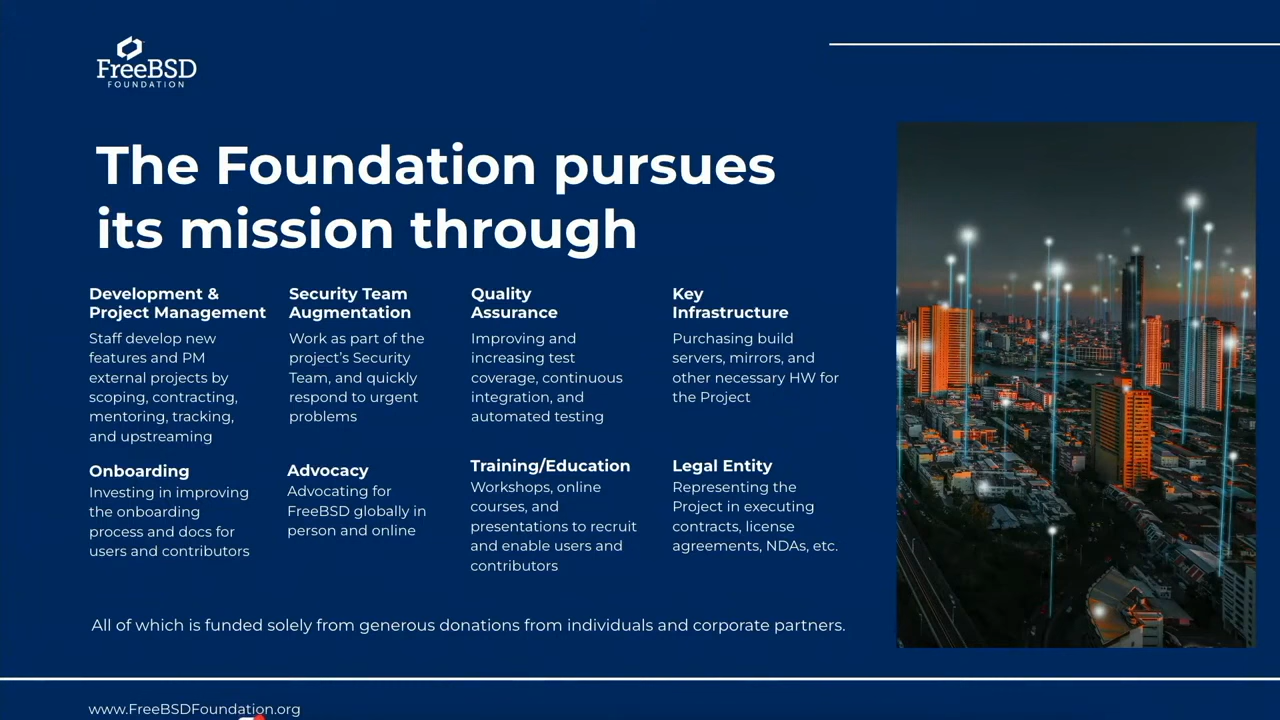 FreeBSD
FOUNDATION
The Foundation pursues
its mission through
Development &
Project Management
Staff develop new
features and PM
external projects by
scoping, contracting,
mentoring, tracking,
and upstreaming
Security Team
Augmentation
Work as part of the
project's Security
Team, and quickly
respond to urgent
problems
Quality
Assurance
Improving and
increasing test
coverage, continuous
integration, and
automated testing
Key
Infrastructure
Purchasing build
servers, mirrors, and
other necessary HW for
the Project
Onboarding
Investing in improving
the onboarding
process and docs for
users and contributors
Advocacy
Advocating for
FreeBSD globally in
person and online
Training/Education
Workshops, online
courses, and
presentations to recruit
and enable users and
contributors
Legal Entity
Representing the
Project in executing
contracts, license
agreements, NDAs, etc.
All of which is funded solely from generous donations from individuals and corporate partners.
www.FreeBSDFoundation.org